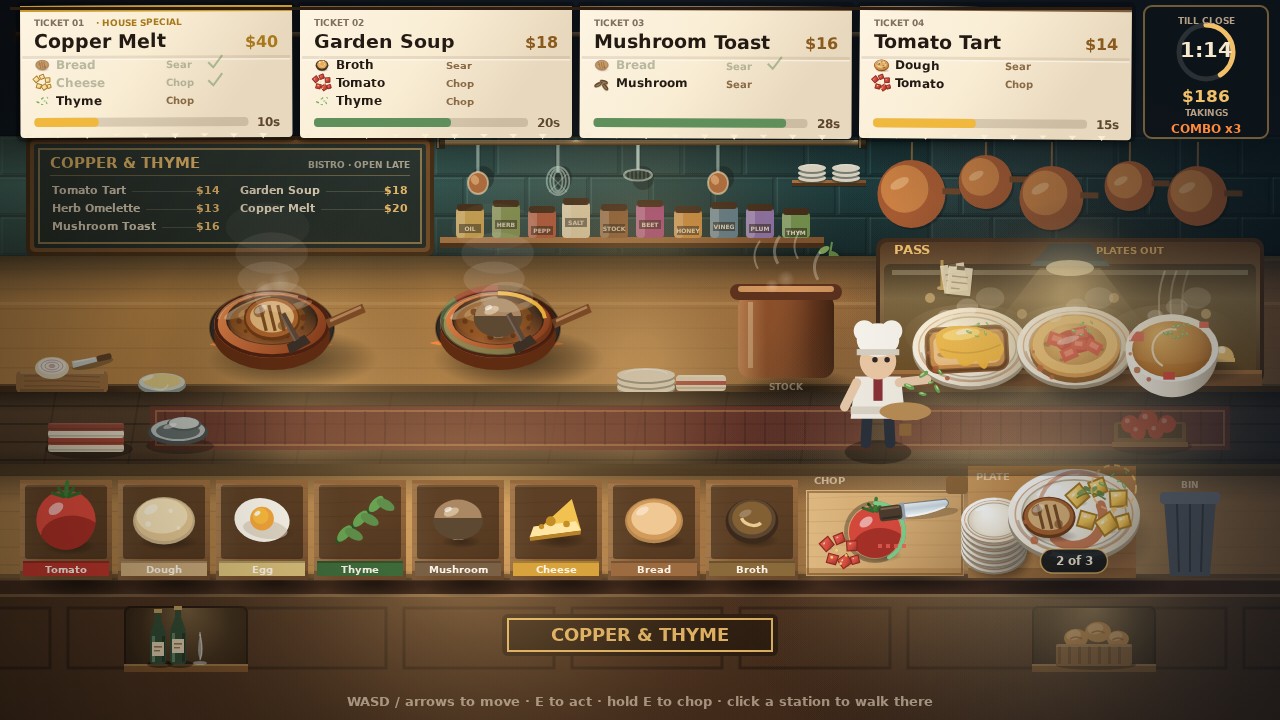 TICKET 01 · HOUSE SPECIAL
Copper Melt $40
Bread Sear
Cheese Chop
Thyme Chop
10s
TICKET 02
Garden Soup $18
Broth Sear
Tomato Chop
Thyme Chop
20s
TICKET 03
Mushroom Toast $16
Bread Sear
Mushroom Sear
28s
TICKET 04
Tomato Tart $14
Dough Sear
Tomato Chop
15s
TILL CLOSE
1:14
$186
TAKINGS
COMBO x3
COPPER & THYME BISTRO · OPEN LATE
Tomato Tart $14 Garden Soup $18
Herb Omelette $13 Copper Melt $20
Mushroom Toast $16
OIL
HERB
PEPP
SALT
STOCK
BEET
HONEY
VINEG
PLUM
THYM
PASS PLATES OUT
STOCK
CHOP
PLATE
BIN
2 of 3
Tomato
Dough
Egg
Thyme
Mushroom
Cheese
Bread
Broth
COPPER & THYME
WASD / arrows to move · E to act · hold E to chop · click a station to walk there